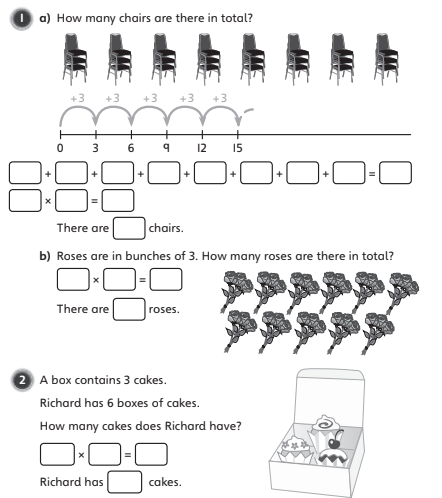 1 a) How many chairs are there in total?
+3 +3 +3 +3 +3
0 3 6 9 12 15
+ + + + + + + =
× =
There are chairs.
b) Roses are in bunches of 3. How many roses are there in total?
× =
There are roses.
2 A box contains 3 cakes.
Richard has 6 boxes of cakes.
How many cakes does Richard have?
× =
Richard has cakes.